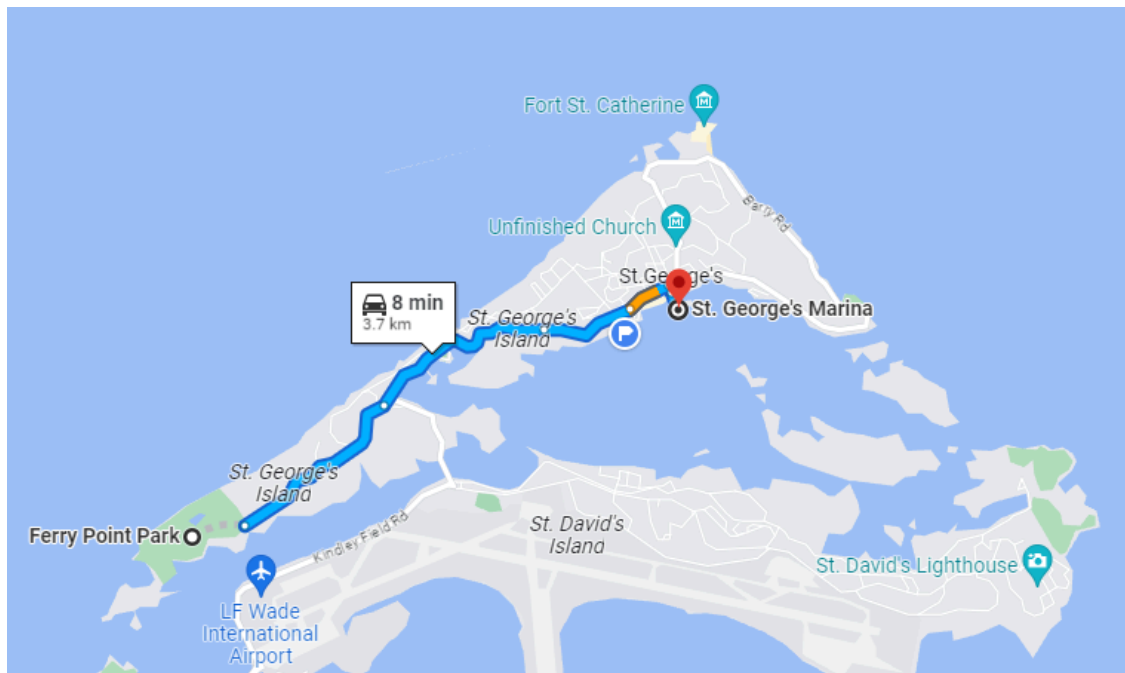 Fort St. Catherine
Barry Rd
Unfinished Church
St.George's
8 min
3.7 km
St. George's Marina
St. George's
Island
P
St. George's
Island
Ferry Point Park
Kindley Field Rd
St. David's
Island
St. David's Lighthouse
LF Wade
International
Airport